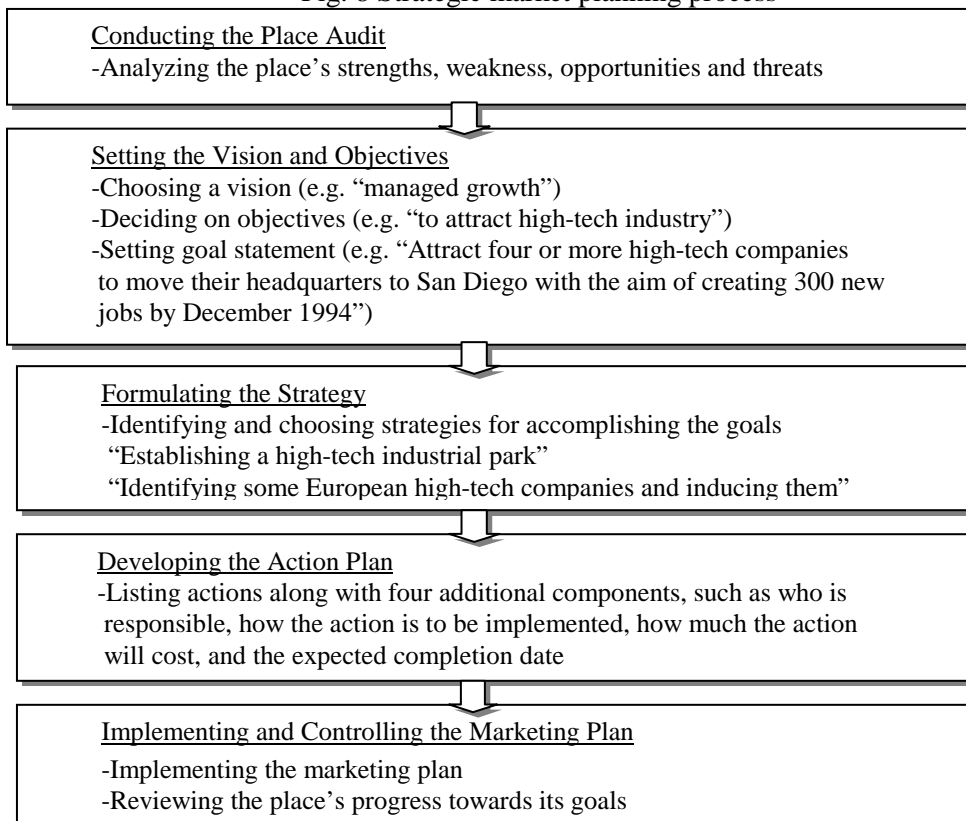 Fig. 6 Strategic market planning process
Conducting the Place Audit
-Analyzing the place's strengths, weakness, opportunities and threats
Setting the Vision and Objectives
-Choosing a vision (e.g. “managed growth”)
-Deciding on objectives (e.g. “to attract high-tech industry”)
-Setting goal statement (e.g. “Attract four or more high-tech companies
to move their headquarters to San Diego with the aim of creating 300 new
jobs by December 1994”)
Formulating the Strategy
-Identifying and choosing strategies for accomplishing the goals
“Establishing a high-tech industrial park”
“Identifying some European high-tech companies and inducing them”
Developing the Action Plan
-Listing actions along with four additional components, such as who is
responsible, how the action is to be implemented, how much the action
will cost, and the expected completion date
Implementing and Controlling the Marketing Plan
-Implementing the marketing plan
-Reviewing the place's progress towards its goals